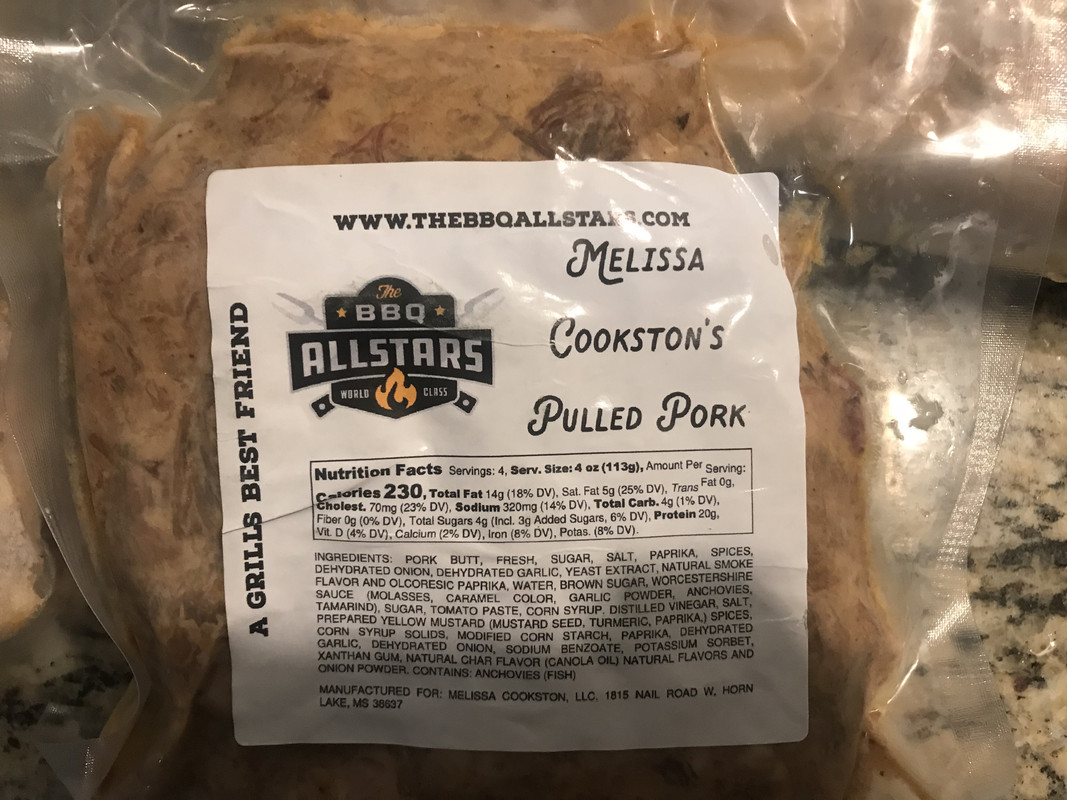 WWW.THEBBQALLSTARS.COM
MELISSA
COOKSTON'S
PULLED PORK
The
BBQ
ALLSTARS
WORLD CLASS
A GRILLS BEST FRIEND
Nutrition Facts Servings: 4, Serv. Size: 4 oz (113g), Amount Per Serving:
Calories 230, Total Fat 14g (18% DV), Sat. Fat 5g (25% DV), Trans Fat 0g,
Cholest. 70mg (23% DV), Sodium 320mg (14% DV), Total Carb. 4g (1% DV),
Fiber 0g (0% DV), Total Sugars 4g (Incl. 3g Added Sugars, 6% DV), Protein 20g,
Vit. D (4% DV), Calcium (2% DV), Iron (8% DV), Potas. (8% DV).
INGREDIENTS: PORK BUTT, FRESH, SUGAR, SALT, PAPRIKA, SPICES,
DEHYDRATED ONION, DEHYDRATED GARLIC, YEAST EXTRACT, NATURAL SMOKE
FLAVOR AND OLCORESIC PAPRIKA, WATER, BROWN SUGAR, WORCESTERSHIRE
SAUCE (MOLASSES, CARAMEL COLOR, GARLIC POWDER, ANCHOVIES,
TAMARIND), SUGAR, TOMATO PASTE, CORN SYRUP. DISTILLED VINEGAR, SALT,
PREPARED YELLOW MUSTARD (MUSTARD SEED, TURMERIC, PAPRIKA,) SPICES,
CORN SYRUP SOLIDS, MODIFIED CORN STARCH, PAPRIKA, DEHYDRATED
GARLIC, DEHYDRATED ONION, SODIUM BENZOATE, POTASSIUM SORBET,
XANTHAN GUM, NATURAL CHAR FLAVOR (CANOLA OIL) NATURAL FLAVORS AND
ONION POWDER. CONTAINS: ANCHOVIES (FISH)
MANUFACTURED FOR: MELISSA COOKSTON, LLC. 1815 NAIL ROAD W. HORN
LAKE, MS 38637